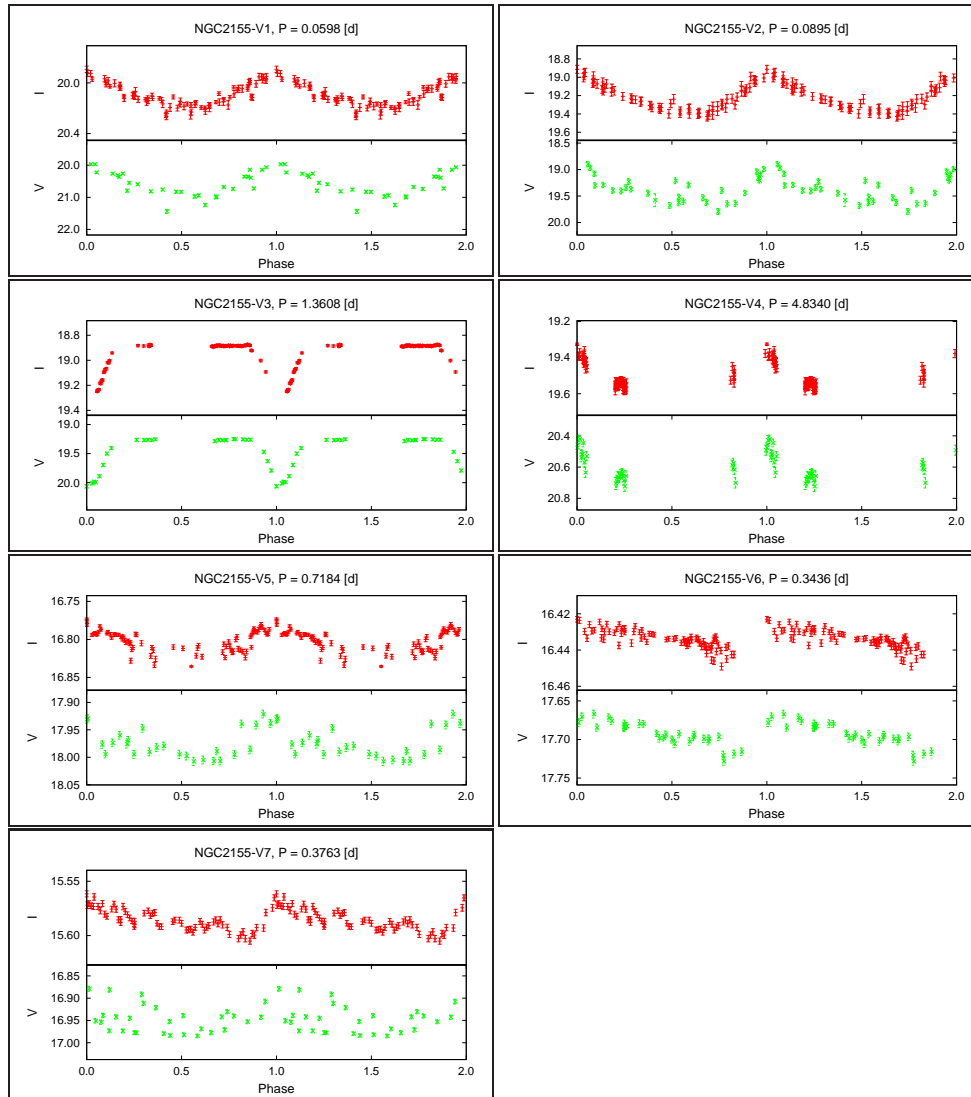 NGC2155-V1, P = 0.0598 [d]
I
20.0
20.4
V
20.0
21.0
22.0
0.0 0.5 1.0 1.5 2.0
Phase
NGC2155-V2, P = 0.0895 [d]
I
18.8
19.0
19.2
19.4
19.6
V
18.5
19.0
19.5
20.0
0.0 0.5 1.0 1.5 2.0
Phase
NGC2155-V3, P = 1.3608 [d]
I
18.8
19.0
19.2
19.4
V
19.0
19.5
20.0
0.0 0.5 1.0 1.5 2.0
Phase
NGC2155-V4, P = 4.8340 [d]
I
19.2
19.4
19.6
V
20.4
20.6
20.8
0.0 0.5 1.0 1.5 2.0
Phase
NGC2155-V5, P = 0.7184 [d]
I
16.75
16.80
16.85
V
17.90
17.95
18.00
18.05
0.0 0.5 1.0 1.5 2.0
Phase
NGC2155-V6, P = 0.3436 [d]
I
16.42
16.44
16.46
V
17.65
17.70
17.75
0.0 0.5 1.0 1.5 2.0
Phase
NGC2155-V7, P = 0.3763 [d]
I
15.55
15.60
V
16.85
16.90
16.95
17.00
0.0 0.5 1.0 1.5 2.0
Phase